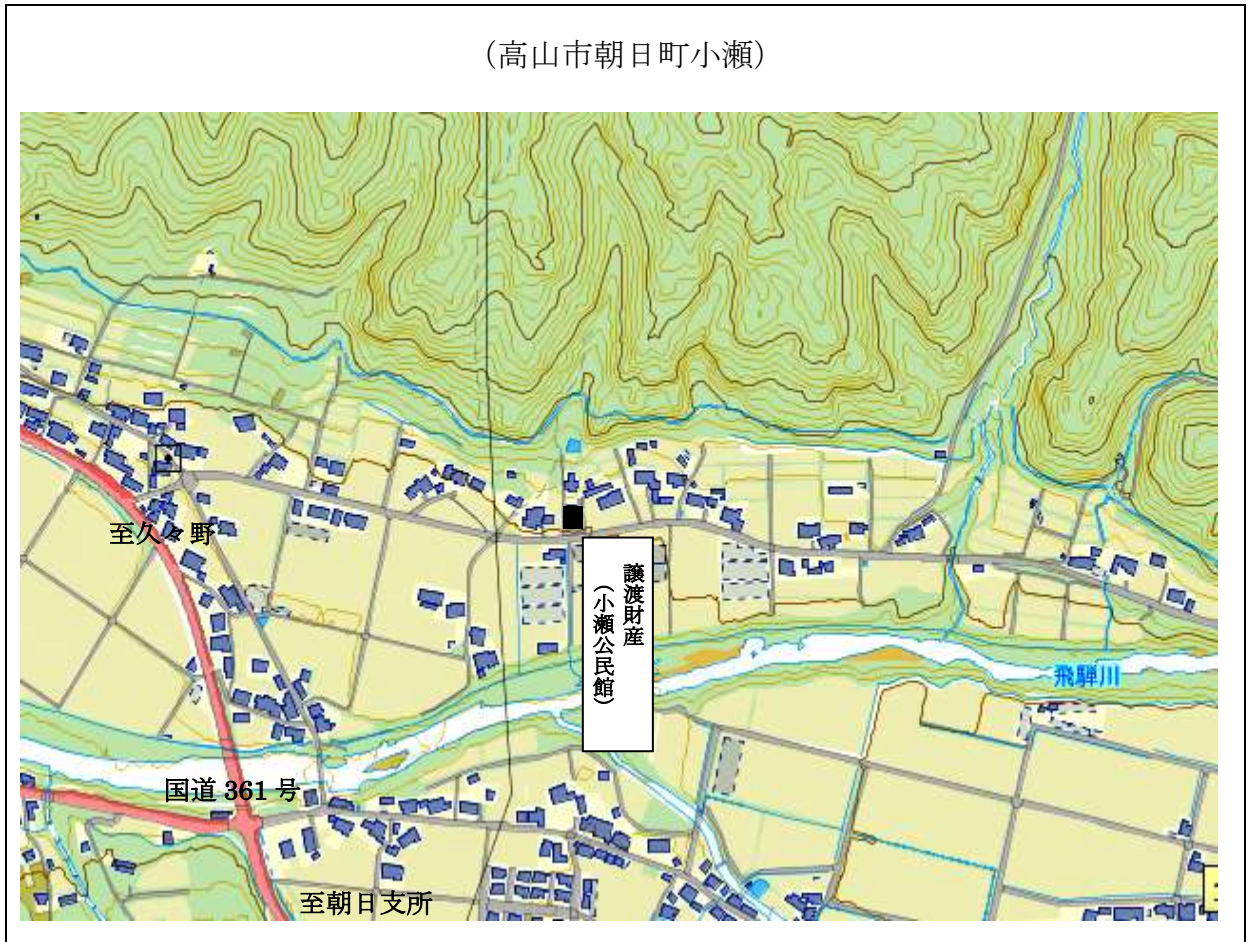 （高山市朝日町小瀬）
至久々野
譲渡財産
（小瀬公民館）
飛騨川
国道 361 号
至朝日支所